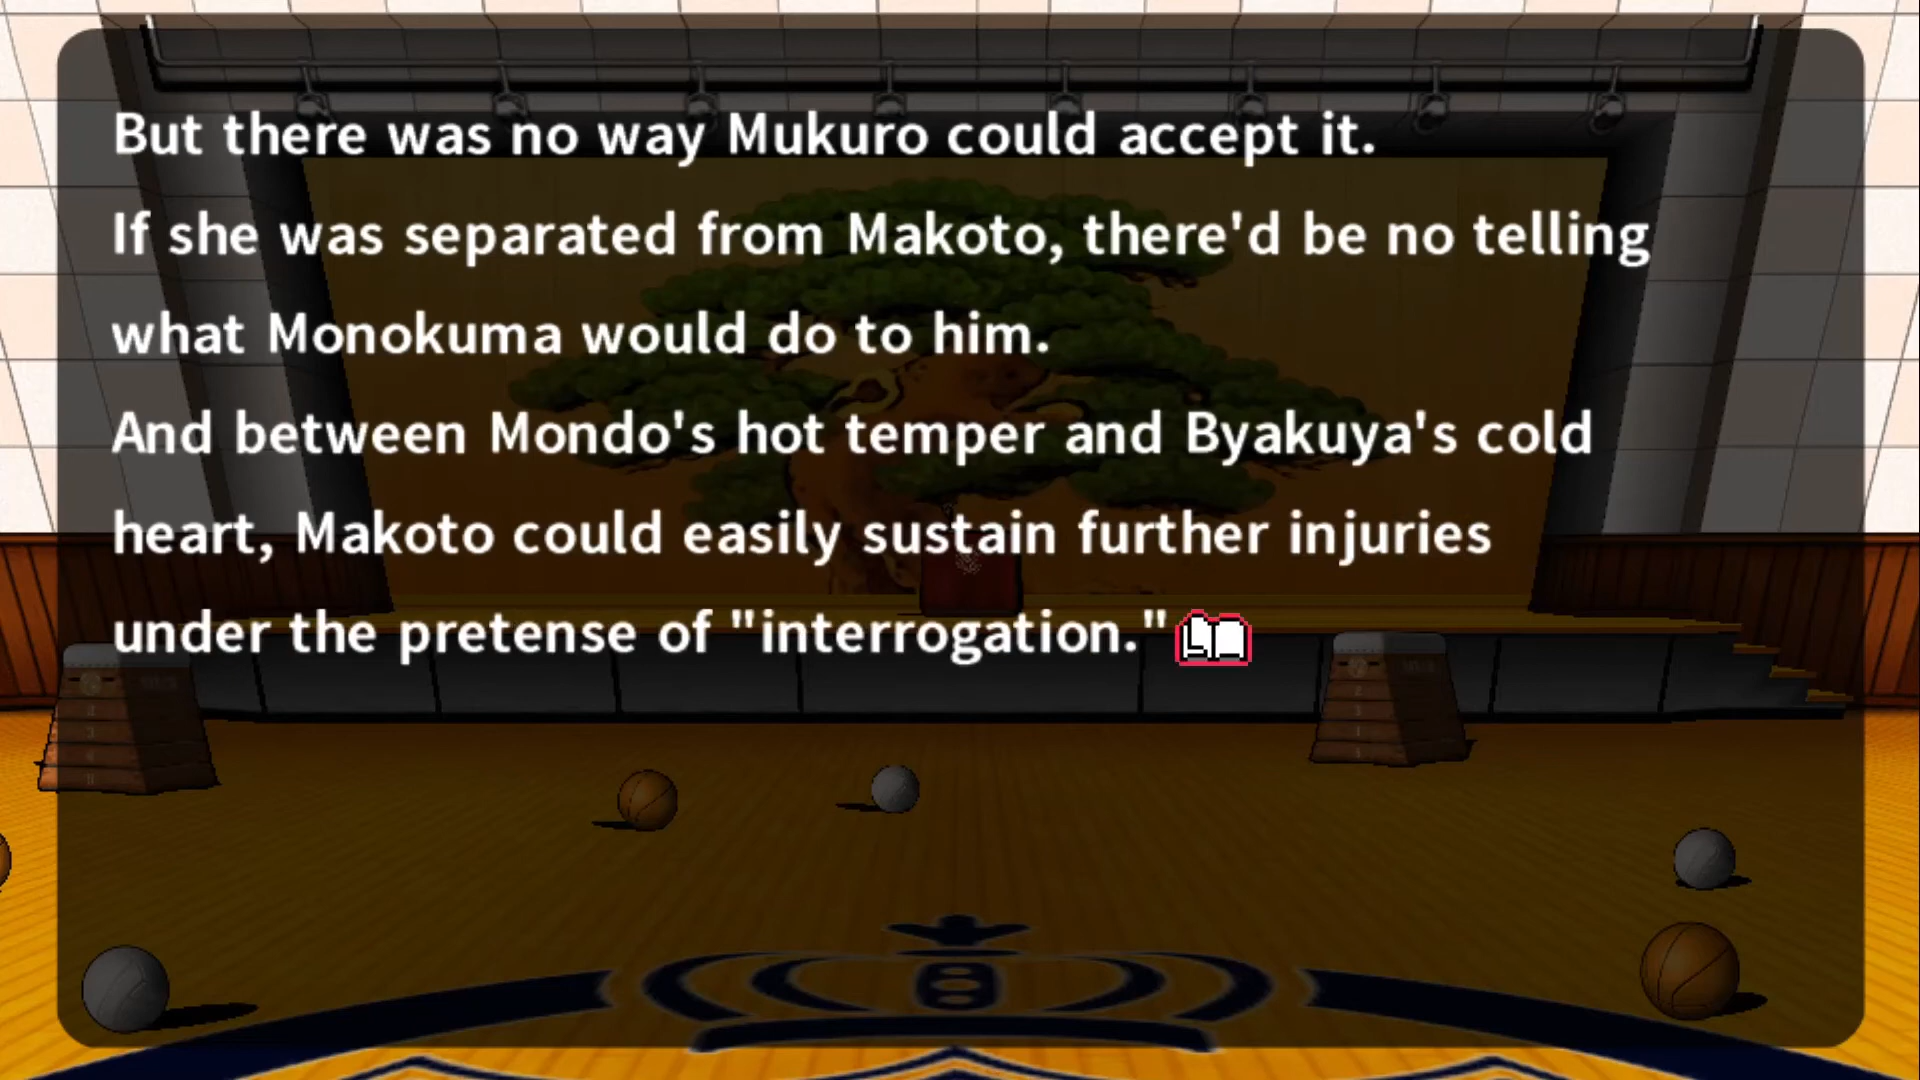 But there was no way Mukuro could accept it.
If she was separated from Makoto, there'd be no telling
what Monokuma would do to him.
And between Mondo's hot temper and Byakuya's cold
heart, Makoto could easily sustain further injuries
under the pretense of "interrogation."